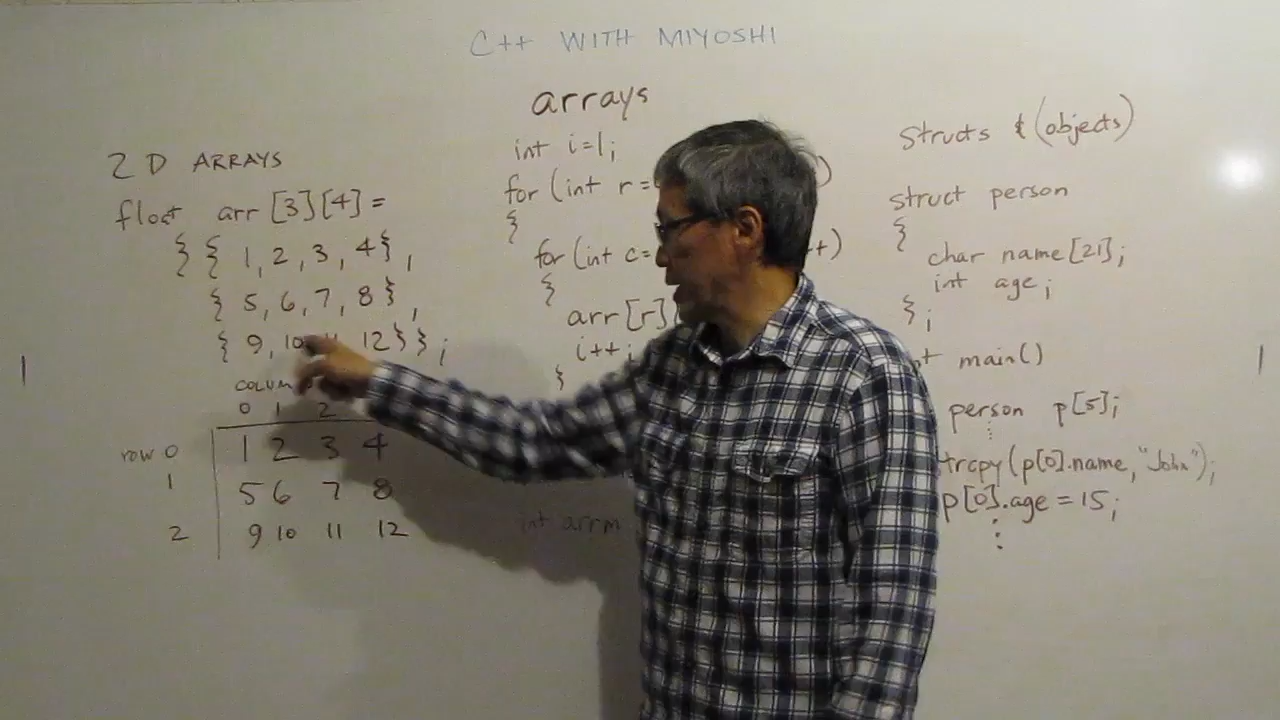 C++ WITH MIYOSHI
2 D ARRAYS
float arr [3][4] =
{ { 1, 2, 3, 4 } ,
{ 5, 6, 7, 8 } ,
{ 9, 10, 11, 12 } } ;
0 1 2
row 0 1 2 3 4
1 5 6 7 8
2 9 10 11 12
arrays
int i=1;
for (int r=
{
for (int c=
{
arr[r]
i++;
}
Structs & (objects)
struct person
{
char name [21];
int age;
};
main()
person p[5];
(p[0].name, "John");
p[0].age = 15;